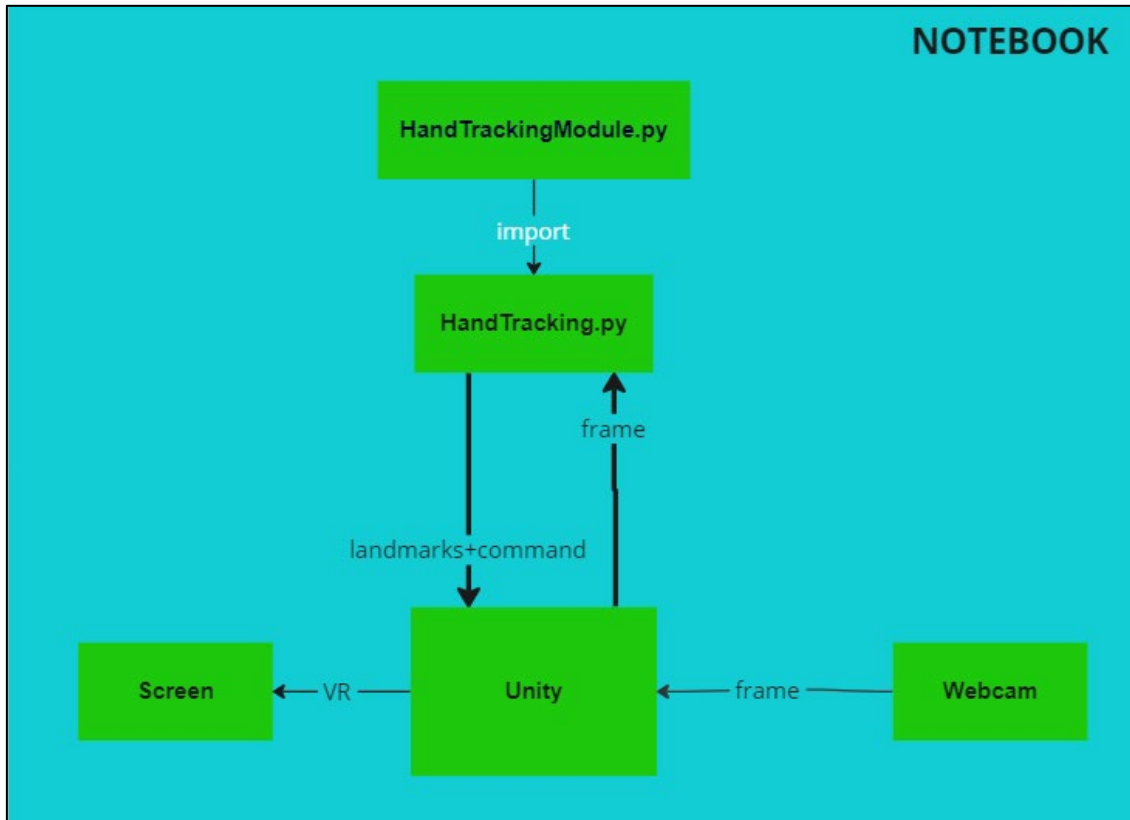 NOTEBOOK
HandTrackingModule.py
import
HandTracking.py
frame
landmarks+command
Screen
VR
Unity
frame
Webcam